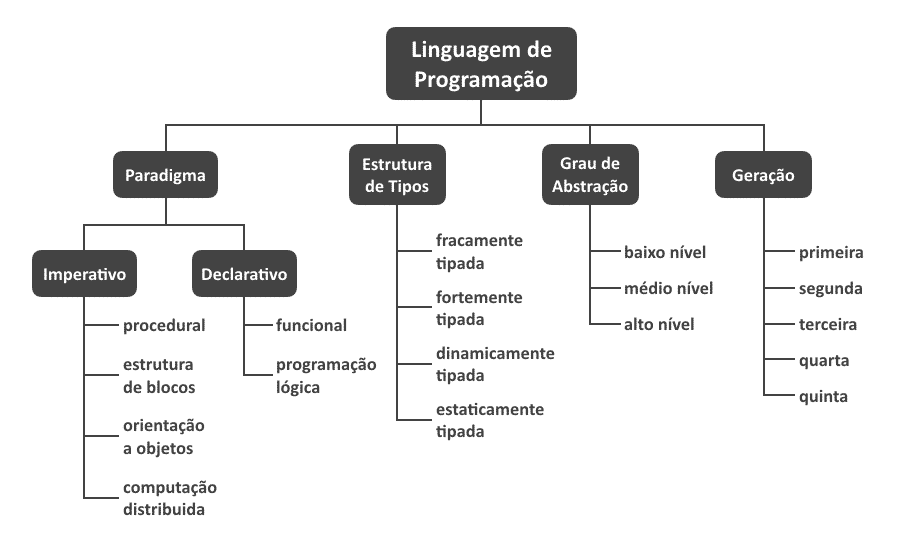 Linguagem de
Programação
Paradigma
Estrutura
de Tipos
Grau de
Abstração
Geração
Imperativo
Declarativo
procedural
estrutura
de blocos
orientação
a objetos
computação
distribuida
funcional
programação
lógica
fracamente
tipada
fortemente
tipada
dinamicamente
tipada
estaticamente
tipada
baixo nível
médio nível
alto nível
primeira
segunda
terceira
quarta
quinta